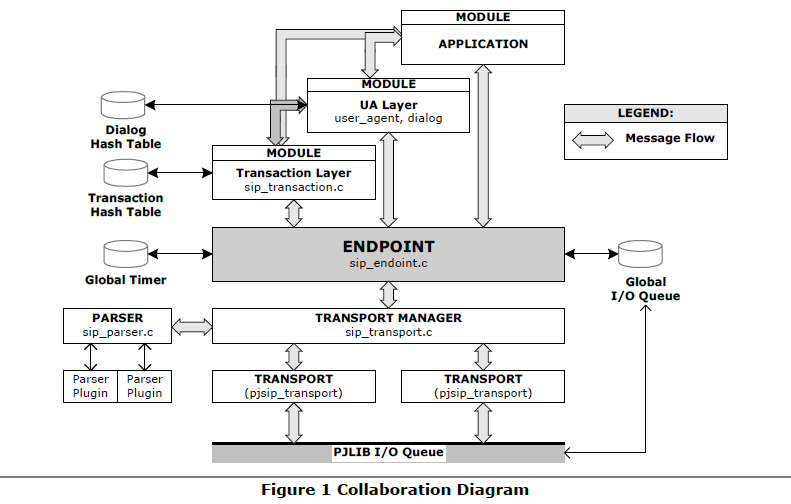 MODULE
APPLICATION
MODULE
UA Layer
user_agent, dialog
LEGEND:
Message Flow
Dialog
Hash Table
MODULE
Transaction Layer
sip_transaction.c
Transaction
Hash Table
ENDPOINT
sip_endoint.c
Global Timer
Global
I/O Queue
PARSER
sip_parser.c
TRANSPORT MANAGER
sip_transport.c
Parser
Plugin
Parser
Plugin
TRANSPORT
(pjsip_transport)
TRANSPORT
(pjsip_transport)
PJLIB I/O Queue
Figure 1 Collaboration Diagram